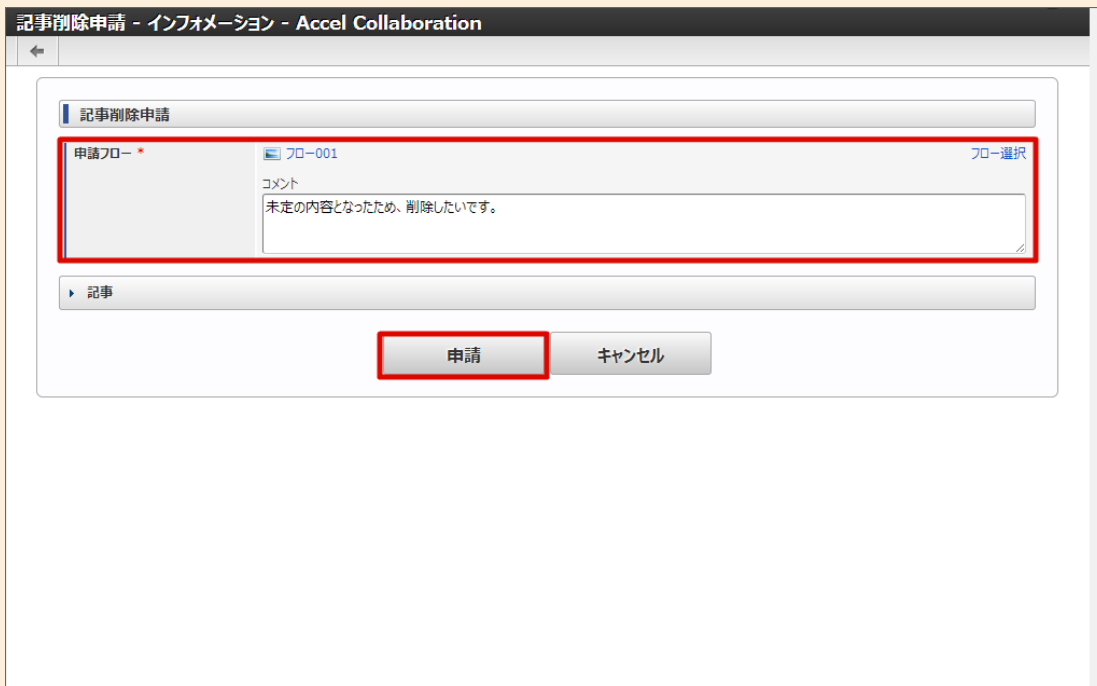 記事削除申請 - インフォメーション - Accel Collaboration
記事削除申請
申請フロー *
フロー001
フロー選択
コメント
未定の内容となったため、削除したいです。
記事
申請
キャンセル